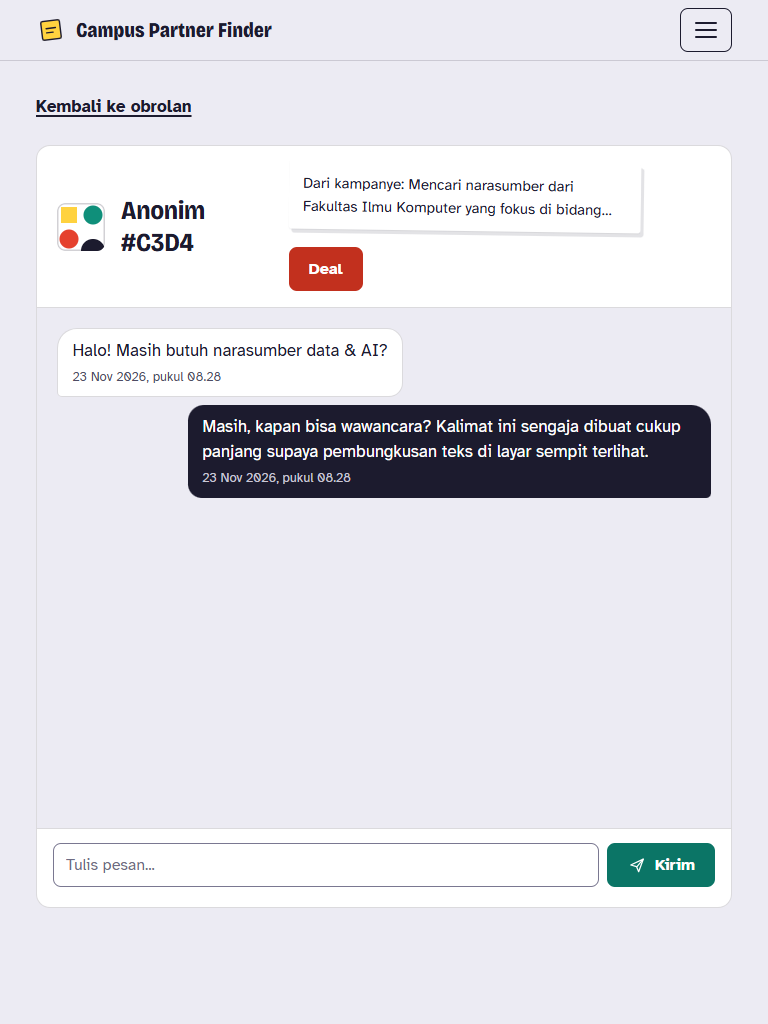 Campus Partner Finder
Kembali ke obrolan
Anonim
#C3D4
Dari kampanye: Mencari narasumber dari
Fakultas Ilmu Komputer yang fokus di bidang...
Deal
Halo! Masih butuh narasumber data & AI?
23 Nov 2026, pukul 08.28
Masih, kapan bisa wawancara? Kalimat ini sengaja dibuat cukup
panjang supaya pembungkusan teks di layar sempit terlihat.
23 Nov 2026, pukul 08.28
Tulis pesan...
Kirim